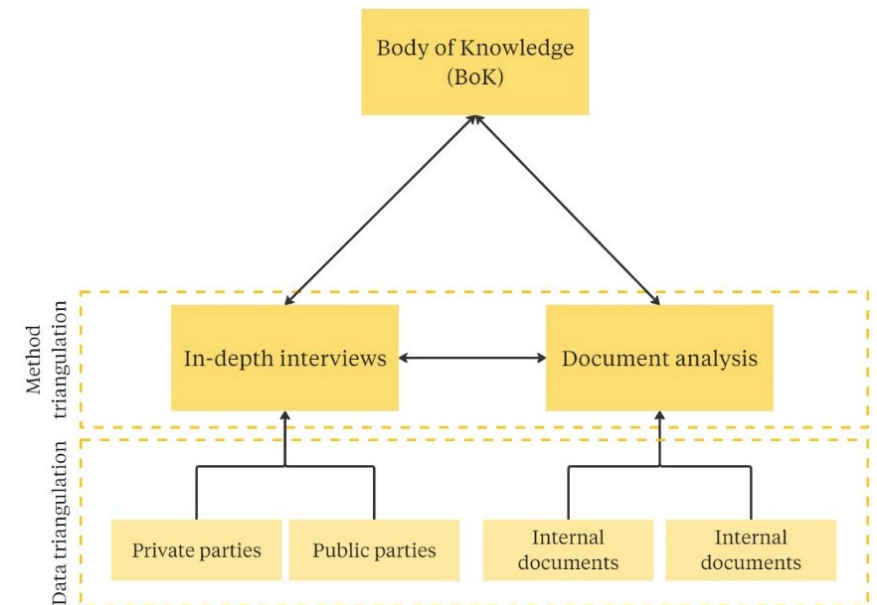 Body of Knowledge
(BoK)
Method
triangulation
In-depth interviews
Document analysis
Data triangulation
Private parties
Public parties
Internal
documents
Internal
documents